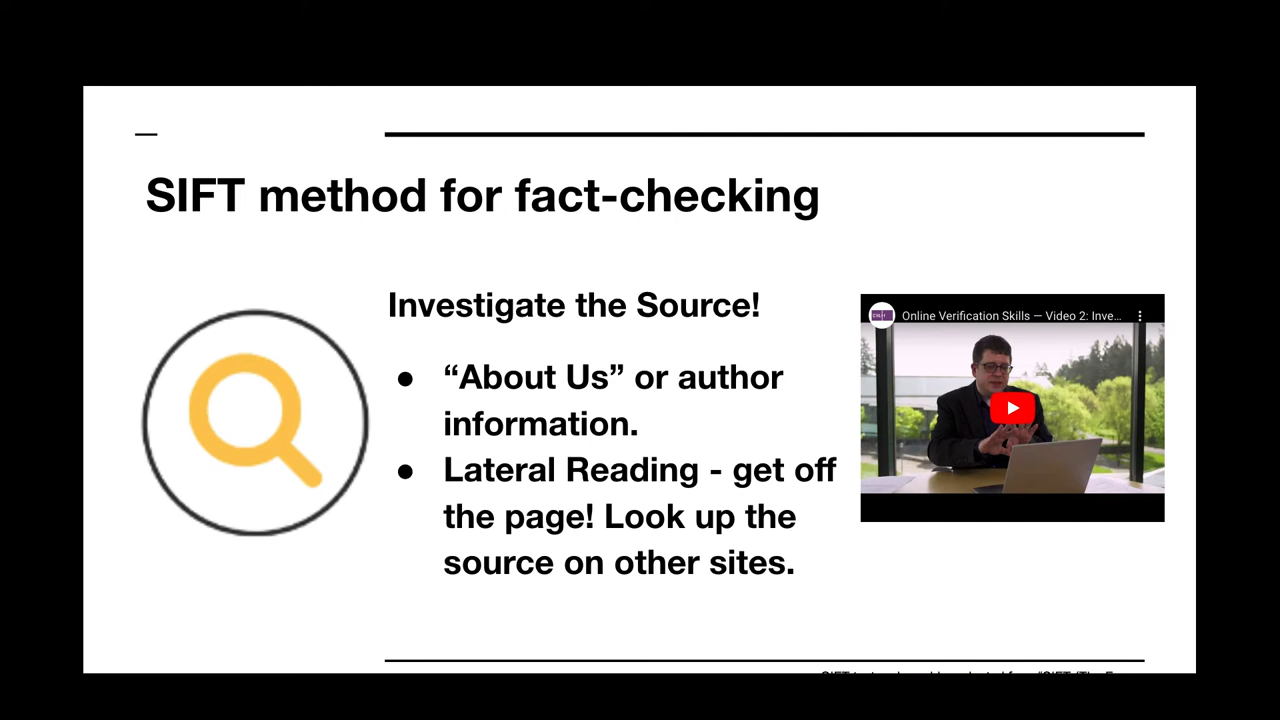 SIFT method for fact-checking
Investigate the Source!
● “About Us” or author
information.
● Lateral Reading - get off
the page! Look up the
source on other sites.
Online Verification Skills — Video 2: Inve...